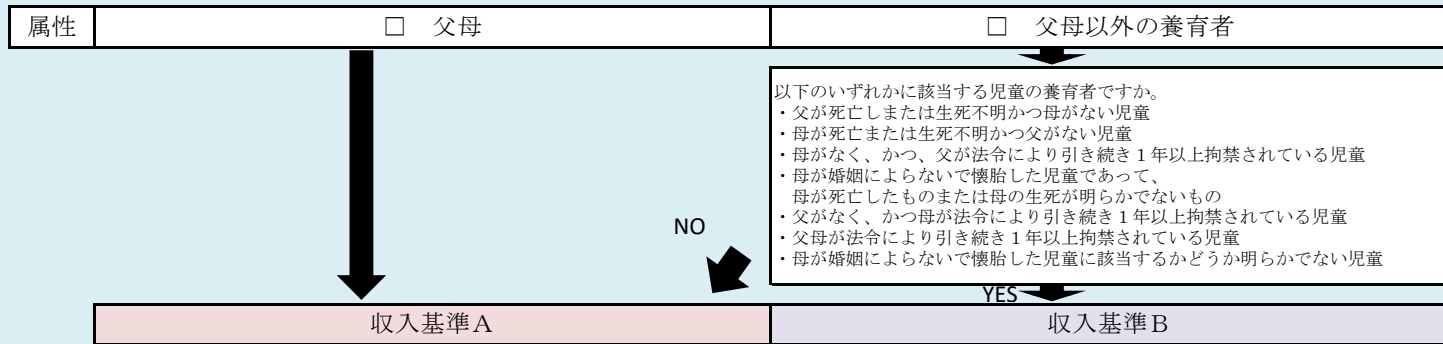 属性
□　父母
□　父母以外の養育者
以下のいずれかに該当する児童の養育者ですか。
・父が死亡しまたは生死不明かつ母がない児童
・母が死亡または生死不明かつ父がない児童
・母がなく、かつ、父が法令により引き続き１年以上拘禁されている児童
・母が婚姻によらないで懐胎した児童であって、
母が死亡したものまたは母の生死が明らかでないもの
・父がなく、かつ母が法令により引き続き１年以上拘禁されている児童
・父母が法令により引き続き１年以上拘禁されている児童
・母が婚姻によらないで懐胎した児童に該当するかどうか明らかでない児童
NO
YES
収入基準Ａ
収入基準Ｂ